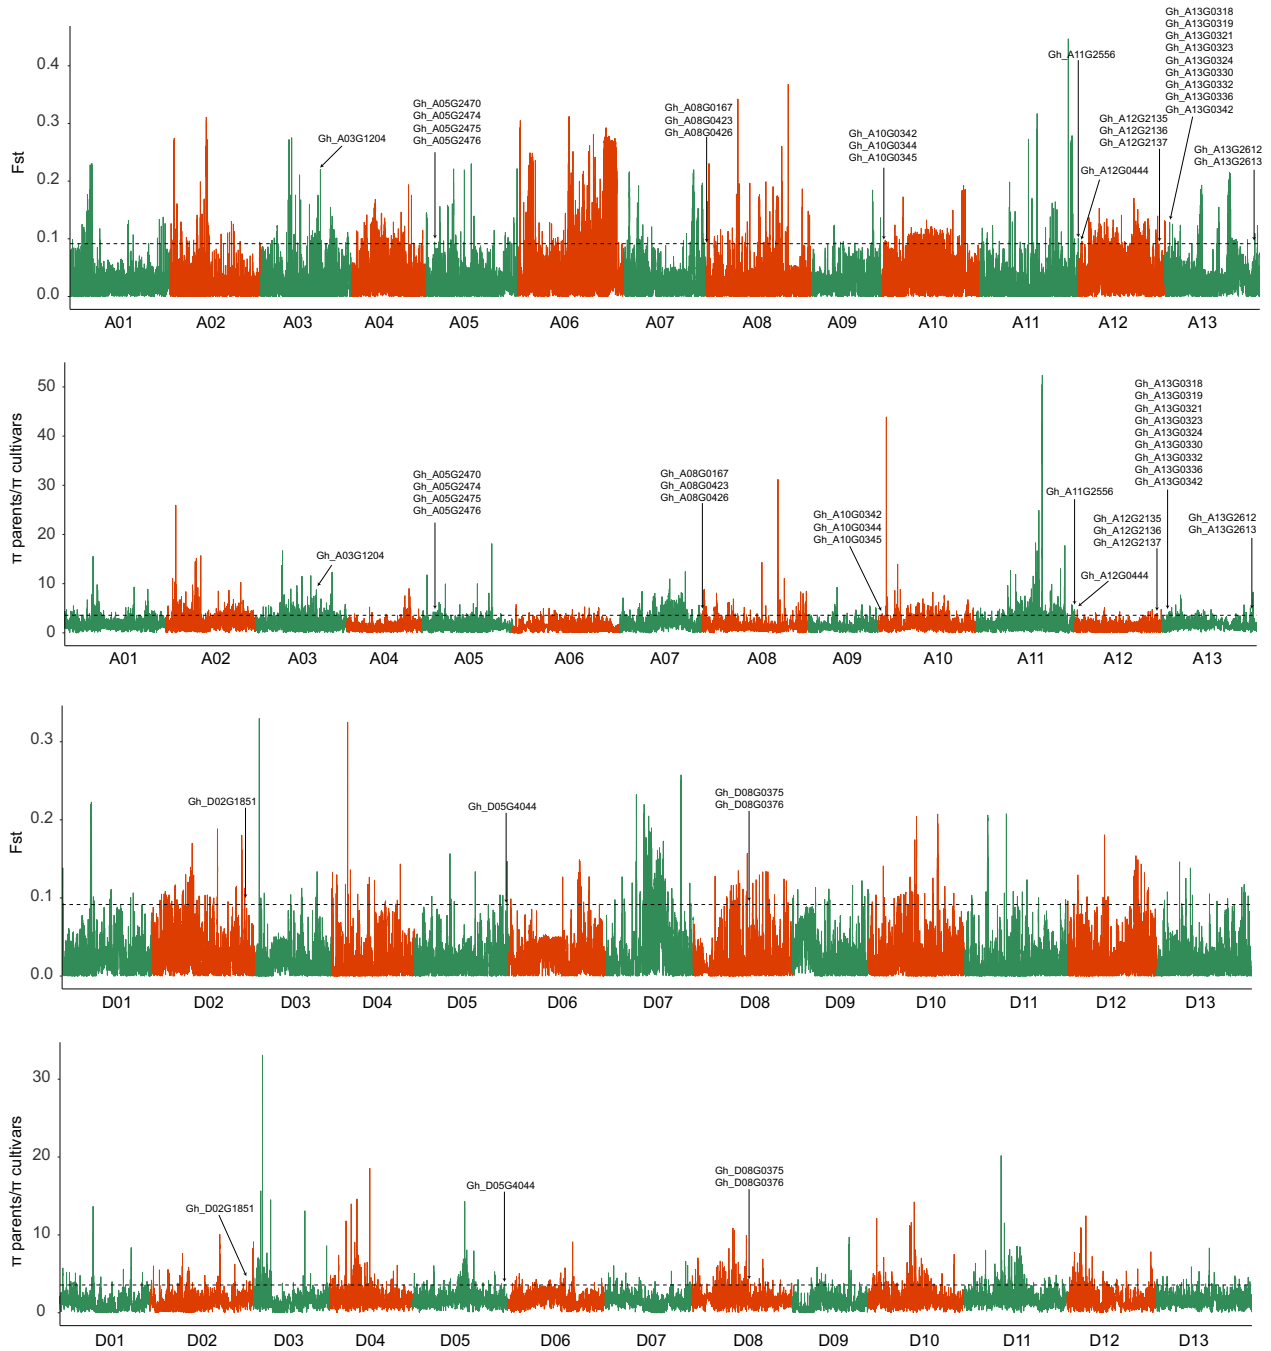 Gh_A13G0318
Gh_A13G0319
Gh_A13G0321
Gh_A13G0323
Gh_A13G0324
Gh_A13G0330
Gh_A13G0332
Gh_A13G0336
Gh_A13G0342
Gh_A11G2556
Gh_A05G2470
Gh_A05G2474
Gh_A05G2475
Gh_A05G2476
Gh_A08G0167
Gh_A08G0423
Gh_A08G0426
Gh_A12G2135
Gh_A12G2136
Gh_A12G2137
Gh_A03G1204
Gh_A10G0342
Gh_A10G0344
Gh_A10G0345
Gh_A13G2612
Gh_A13G2613
Gh_A12G0444
Fst
0.4
0.3
0.2
0.1
0.0
A01 A02 A03 A04 A05 A06 A07 A08 A09 A10 A11 A12 A13
π parents/π cultivars
50
40
30
20
10
0
Gh_A13G0318
Gh_A13G0319
Gh_A13G0321
Gh_A13G0323
Gh_A13G0324
Gh_A13G0330
Gh_A13G0332
Gh_A13G0336
Gh_A13G0342
Gh_A05G2470
Gh_A05G2474
Gh_A05G2475
Gh_A05G2476
Gh_A08G0167
Gh_A08G0423
Gh_A08G0426
Gh_A11G2556
Gh_A10G0342
Gh_A10G0344
Gh_A10G0345
Gh_A12G2135
Gh_A12G2136
Gh_A12G2137
Gh_A13G2612
Gh_A13G2613
Gh_A03G1204
Gh_A12G0444
A01 A02 A03 A04 A05 A06 A07 A08 A09 A10 A11 A12 A13
Fst
0.3
0.2
0.1
0.0
Gh_D02G1851
Gh_D05G4044
Gh_D08G0375
Gh_D08G0376
D01 D02 D03 D04 D05 D06 D07 D08 D09 D10 D11 D12 D13
π parents/π cultivars
30
20
10
0
Gh_D02G1851
Gh_D05G4044
Gh_D08G0375
Gh_D08G0376
D01 D02 D03 D04 D05 D06 D07 D08 D09 D10 D11 D12 D13